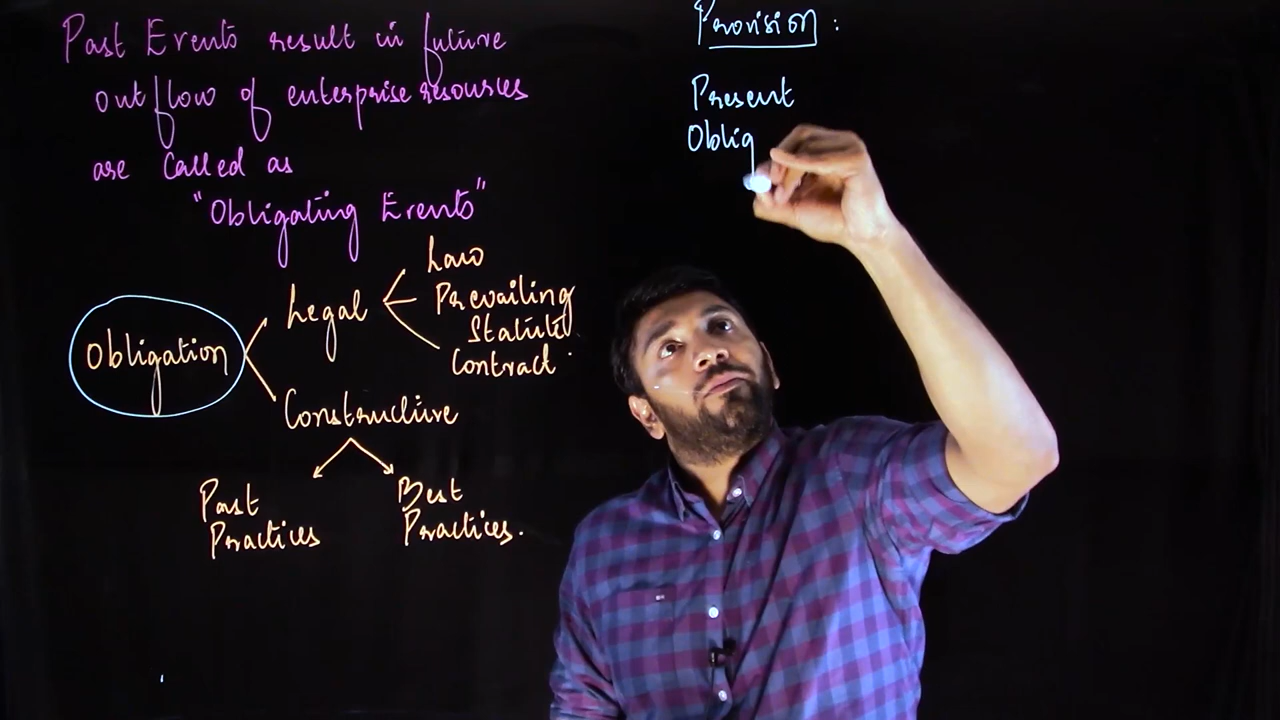 Past Events result in future
outflow of enterprise resources
are called as
"Obligating Events"
Obligation
Legal
Law
Prevailing
Statute
Contract.
Constructive
Past
Practices
Best
Practices.
Provision:
Present
Oblig